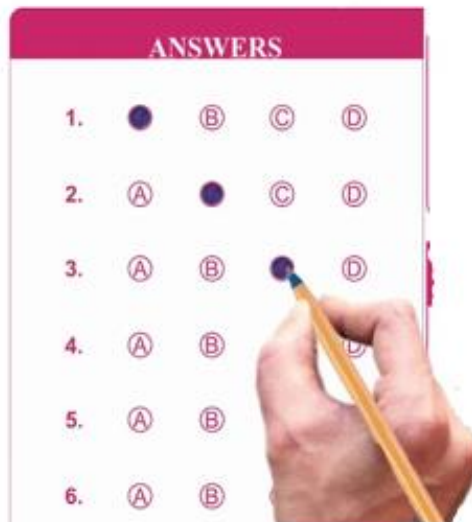 ANSWERS
1. Ⓑ Ⓒ Ⓓ
2. Ⓐ Ⓒ Ⓓ
3. Ⓐ Ⓑ Ⓓ
4. Ⓐ Ⓑ Ⓓ
5. Ⓐ Ⓑ
6. Ⓐ Ⓑ